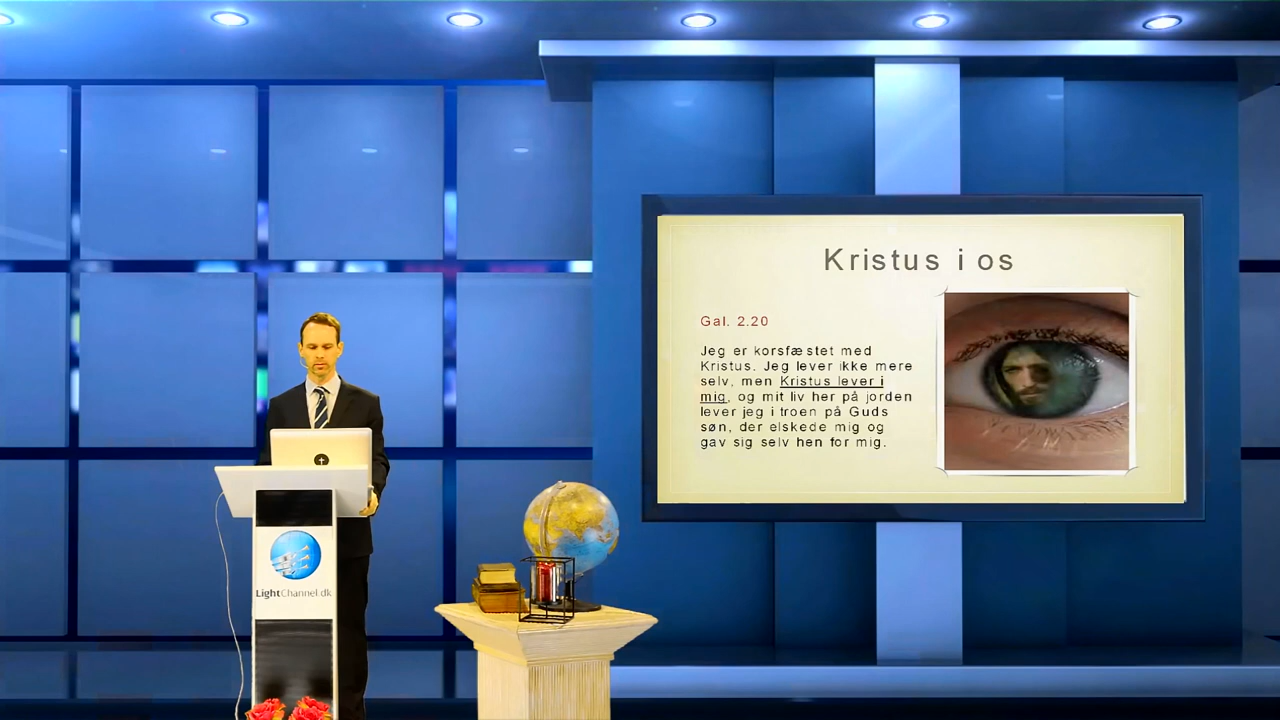 Kristus i os
Gal. 2.20
Jeg er korsfæstet med
Kristus. Jeg lever ikke mere
selv, men Kristus lever i
mig, og mit liv her på jorden
lever jeg i troen på Guds
søn, der elskede mig og
gav sig selv hen for mig.
LightChannel.dk